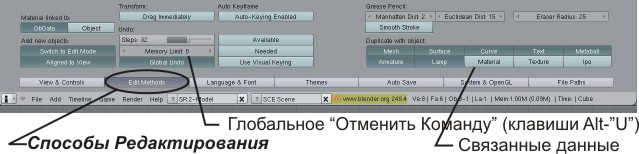 Transform:
Auto Keyframe
Grease Pencil:
Material linked to:
Drag Immediately
Auto-Keying Enabled
Manhatten Dist: 2
Euclidean Dist: 15
Eraser Radius: 25
ObData
Object
Undo:
Smooth Stroke
Add new objects:
Steps: 32
Available
Duplicate with object:
Switch to Edit Mode
Memory Limit: 0
Needed
Mesh
Surface
Curve
Text
Metaball
Aligned to View
Global Undo
Use Visual Keying
Armature
Lamp
Material
Texture
Ipo
View & Controls
Edit Methods
Language & Font
Themes
Auto Save
System & OpenGL
File Paths
File Add Timeline Game Render Help
SR:2-Model
SCE:Scene
www.blender.org 248.4
Ve:8 | Fa:6 | Ob:1-1 | La:1 | Mem:1.00M (0.09M) | Time | Cube
Глобальное "Отменить Команду" (клавиши Alt-"U")
Способы Редактирования
Связанные данные